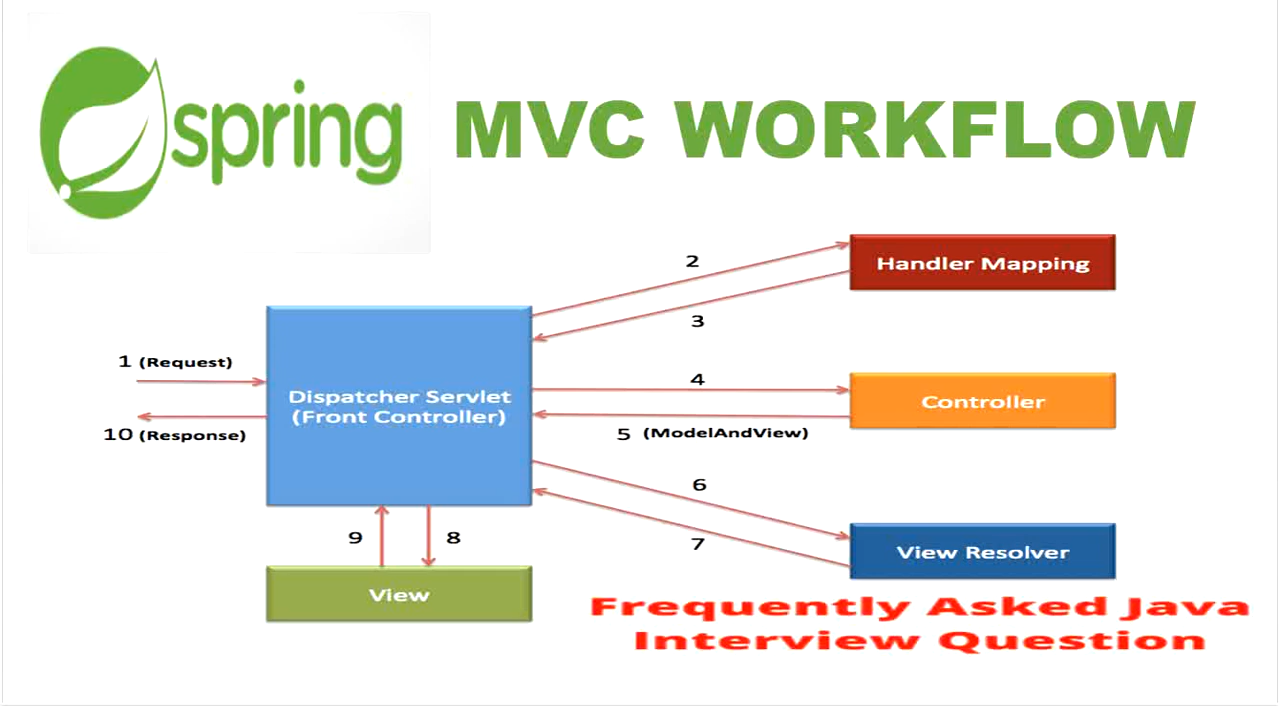 spring
MVC WORKFLOW
2
Handler Mapping
3
1 (Request)
Dispatcher Servlet
(Front Controller)
4
Controller
10 (Response)
5 (ModelAndView)
6
9
8
7
View Resolver
View
Frequently Asked Java
Interview Question